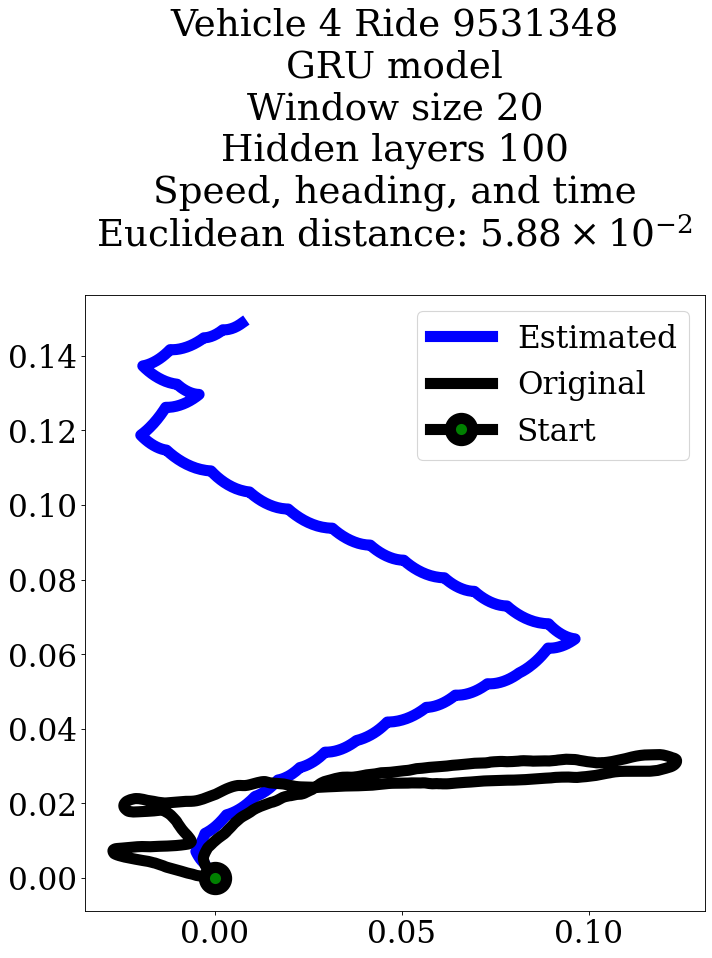 Vehicle 4 Ride 9531348
GRU model
Window size 20
Hidden layers 100
Speed, heading, and time
Euclidean distance: 5.88 × 10⁻²
Estimated
Original
Start
0.14
0.12
0.10
0.08
0.06
0.04
0.02
0.00
0.00 0.05 0.10